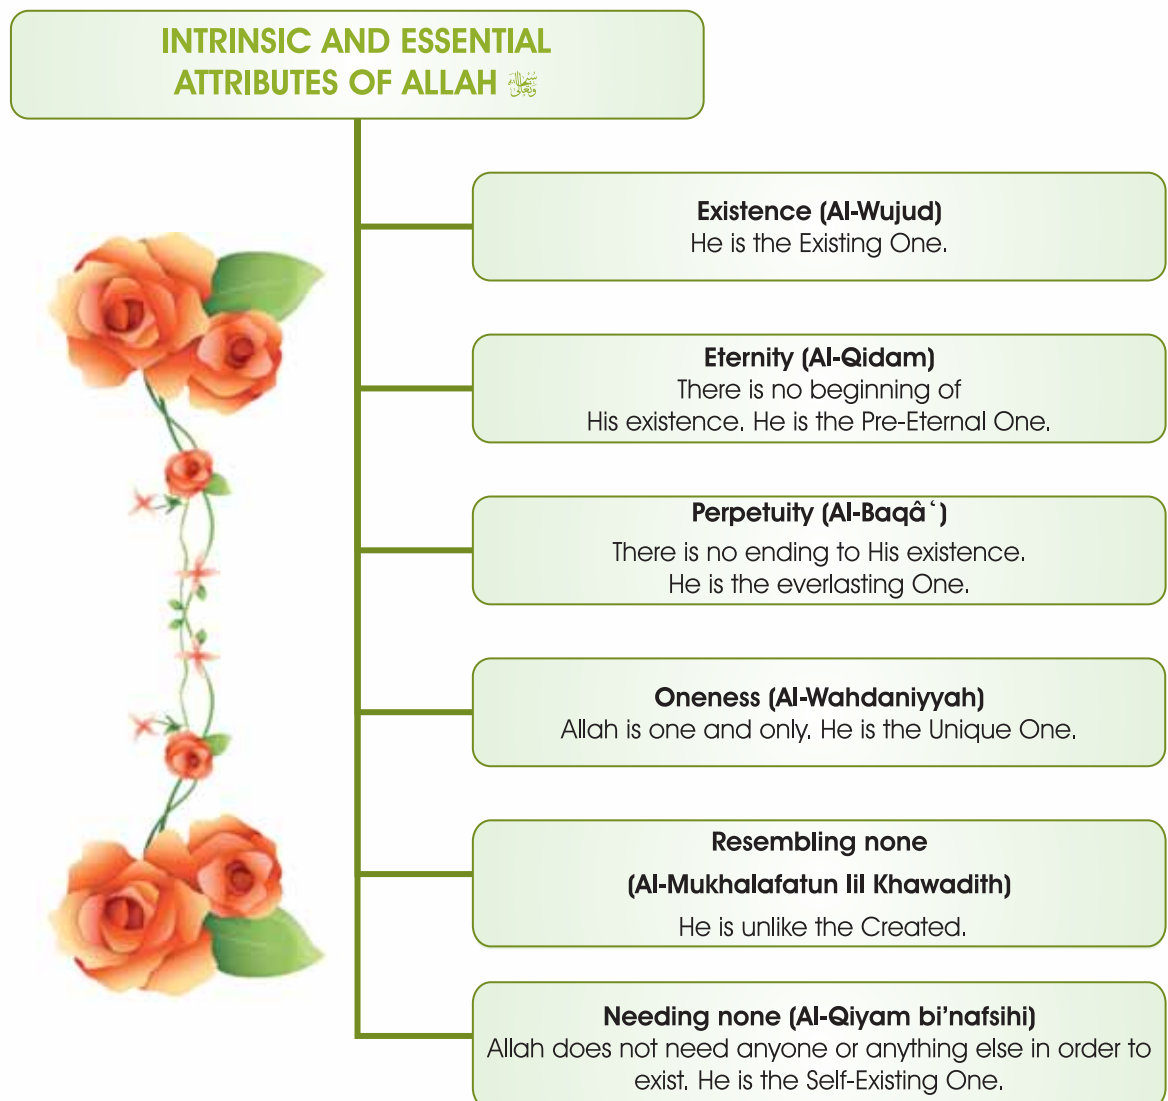 INTRINSIC AND ESSENTIAL
ATTRIBUTES OF ALLAH سُبْحَانَهُ وَتَعَالَى
Existence (Al-Wujud)
He is the Existing One.
Eternity (Al-Qidam)
There is no beginning of
His existence. He is the Pre-Eternal One.
Perpetuity (Al-Baqâ‘)
There is no ending to His existence.
He is the everlasting One.
Oneness (Al-Wahdaniyyah)
Allah is one and only. He is the Unique One.
Resembling none
(Al-Mukhalafatun lil Khawadith)
He is unlike the Created.
Needing none (Al-Qiyam bi’nafsihi)
Allah does not need anyone or anything else in order to
exist. He is the Self-Existing One.